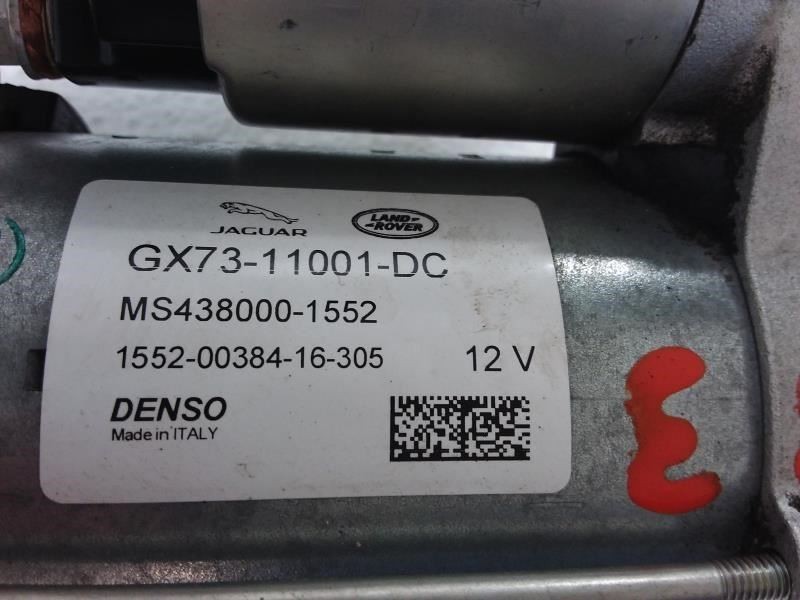 JAGUAR
LAND ROVER
GX73-11001-DC
MS438000-1552
1552-00384-16-305 12 V
DENSO
Made in ITALY